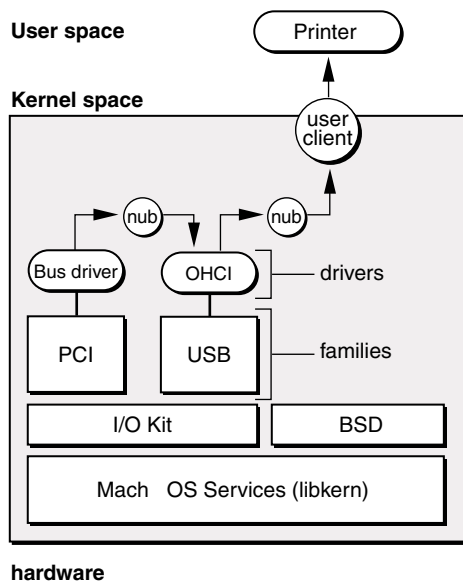 User space
Printer
Kernel space
user
client
nub
nub
Bus driver
OHCI
drivers
PCI
USB
families
I/O Kit
BSD
Mach OS Services (libkern)
hardware